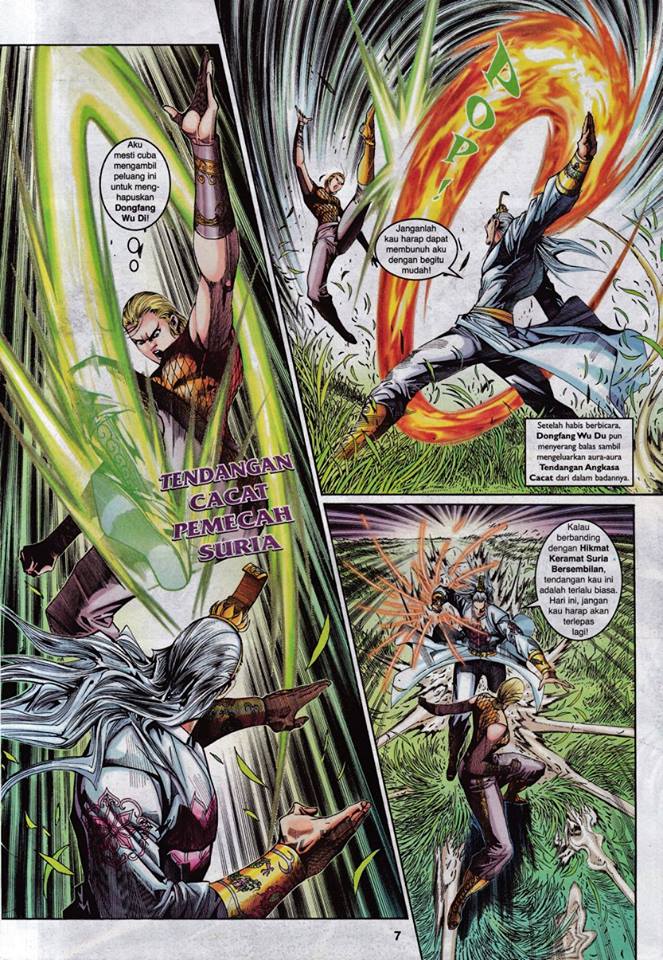 Aku
mesti cuba
mengambil
peluang ini
untuk meng-
hapuskan
Dongfang
Wu Di!
TENDANGAN
CACAT
PEMECAH
SURIA
POP!
Janganlah
kau harap dapat
membunuh aku
dengan begitu
mudah!
Setelah habis berbicara,
Dongfang Wu Du pun
menyerang balas sambil
mengeluarkan aura-aura
Tendangan Angkasa
Cacat dari dalam badannya.
Kalau
berbanding
dengan Hikmat
Keramat Suria
Bersembilan,
tendangan kau ini
adalah terlalu biasa.
Hari ini, jangan
kau harap akan
terlepas
lagi!
7